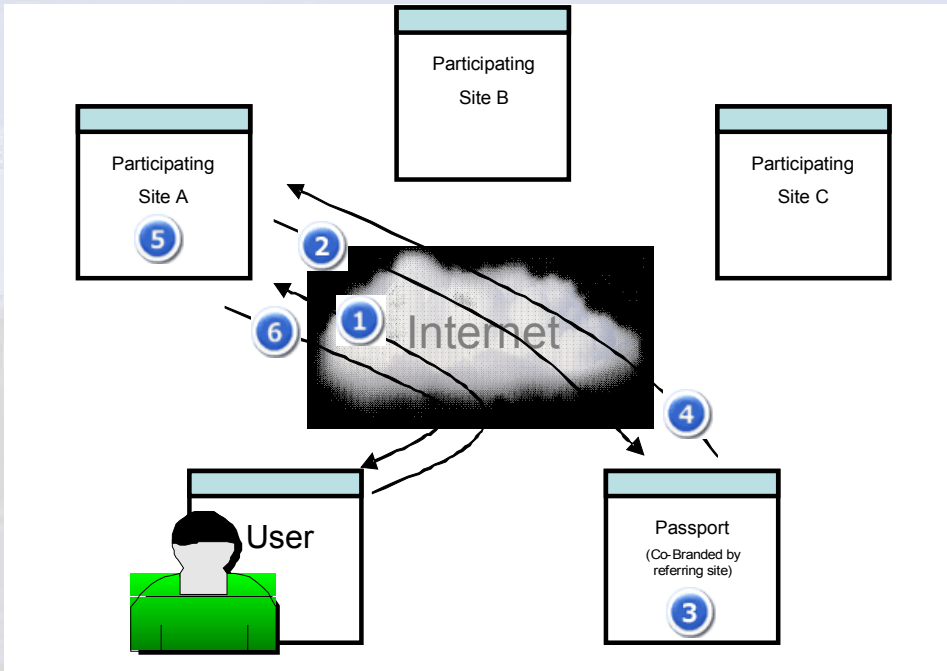 Participating
Site B
Participating
Site A
5
Participating
Site C
2
6
1
Internet
4
User
Passport
(Co-Branded by
referring site)
3